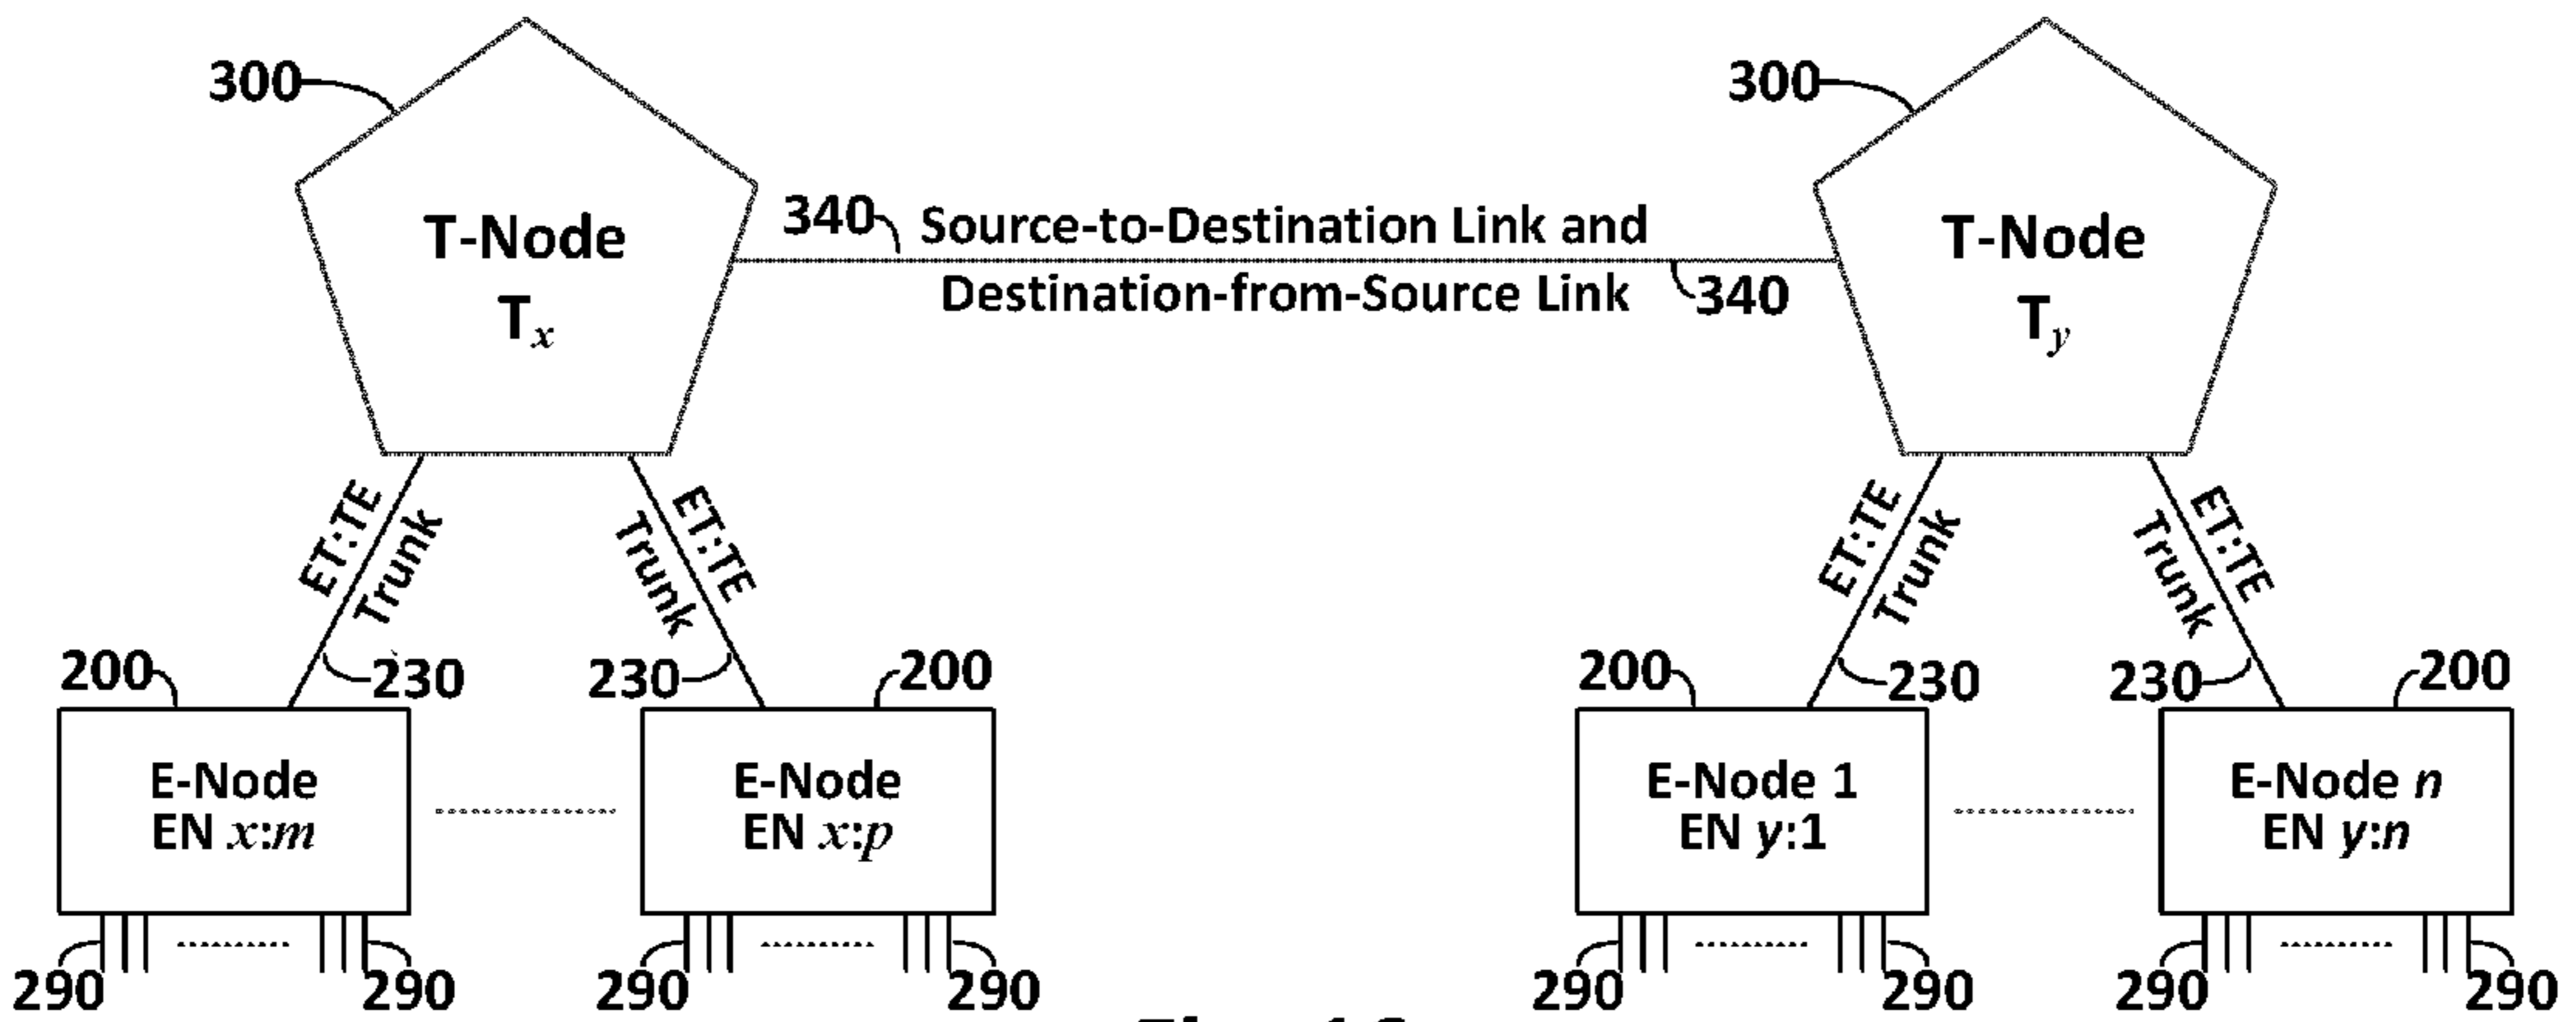 300
300
T-Node
Tx
340
Source-to-Destination Link and
Destination-from-Source Link
340
T-Node
Ty
ET:TE
Trunk
ET:TE
Trunk
ET:TE
Trunk
ET:TE
Trunk
200
230
230
200
200
230
230
200
E-Node
EN x:m
E-Node
EN x:p
E-Node 1
EN y:1
E-Node n
EN y:n
290
290
290
290
290
290
290
290